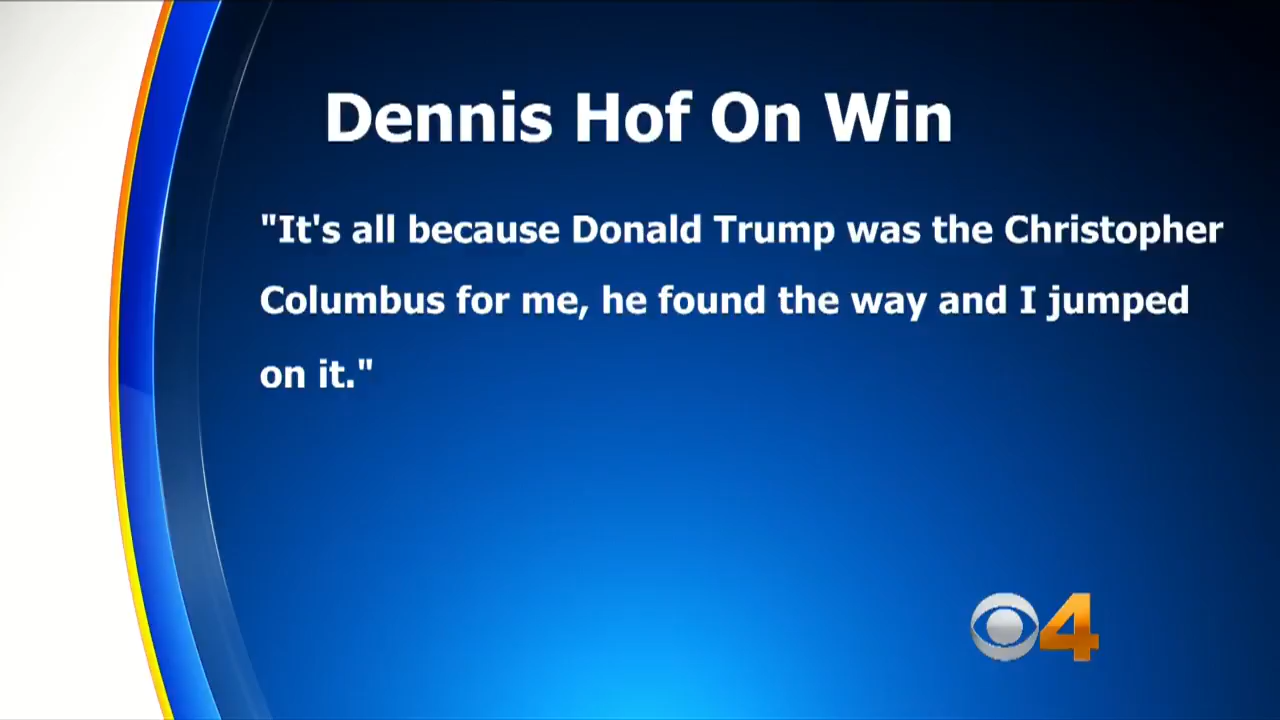 Dennis Hof On Win
"It's all because Donald Trump was the Christopher
Columbus for me, he found the way and I jumped
on it."
4